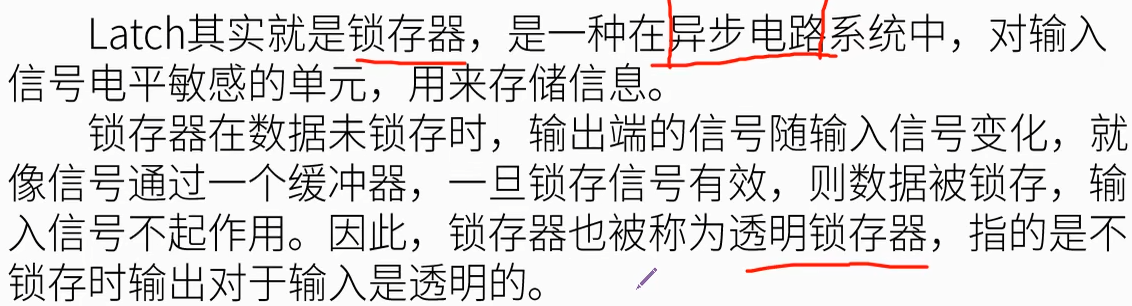 Latch其实就是锁存器，是一种在异步电路系统中，对输入
信号电平敏感的单元，用来存储信息。
锁存器在数据未锁存时，输出端的信号随输入信号变化，就
像信号通过一个缓冲器，一旦锁存信号有效，则数据被锁存，输
入信号不起作用。因此，锁存器也被称为透明锁存器，指的是不
锁存时输出对于输入是透明的。